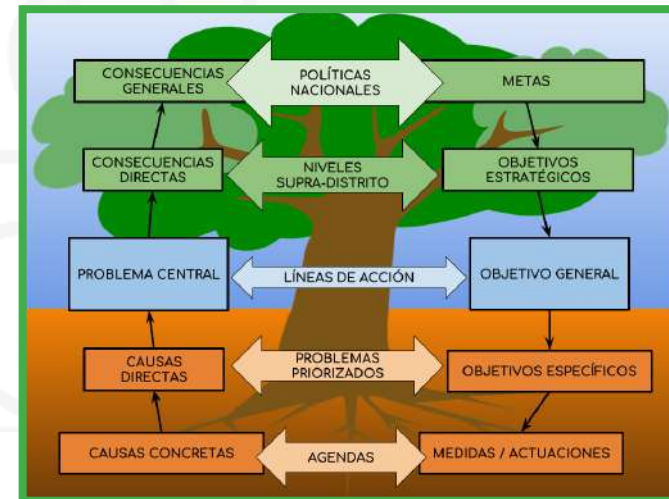 CONSECUENCIAS
GENERALES
POLÍTICAS
NACIONALES
METAS
CONSECUENCIAS
DIRECTAS
NIVELES
SUPRA-DISTRITO
OBJETIVOS
ESTRATÉGICOS
PROBLEMA CENTRAL
LÍNEAS DE ACCIÓN
OBJETIVO GENERAL
CAUSAS
DIRECTAS
PROBLEMAS
PRIORIZADOS
OBJETIVOS ESPECÍFICOS
CAUSAS CONCRETAS
AGENDAS
MEDIDAS / ACTUACIONES